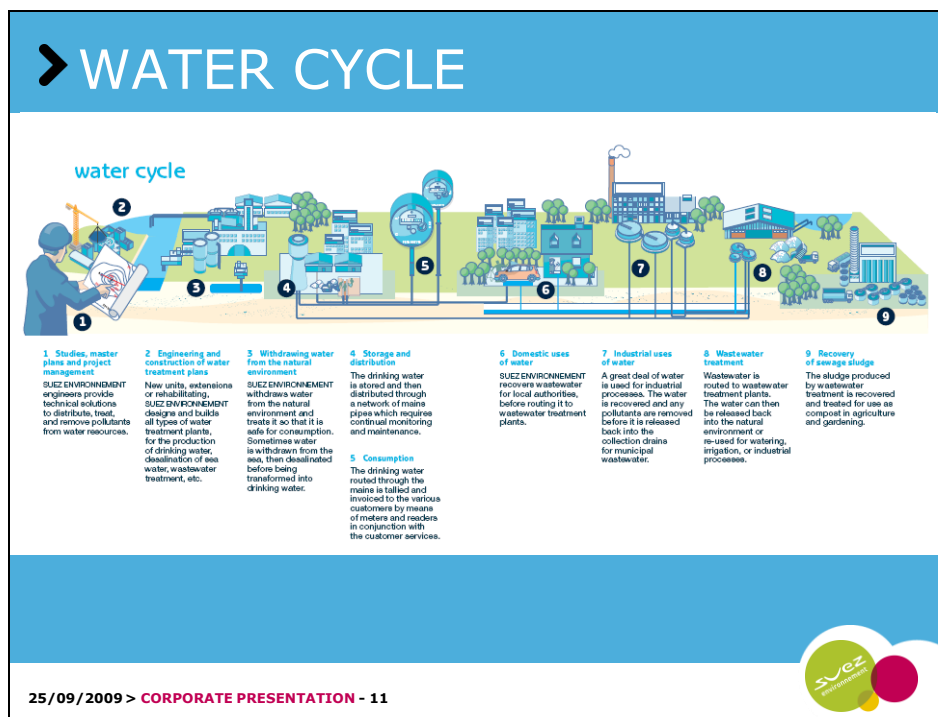 WATER CYCLE
water cycle
2
3
4
5
6
7
8
9
1
1 Studies, master
plans and project
management
SUEZ ENVIRONNEMENT
engineers provide
technical solutions
to distribute, treat,
and remove pollutants
from water resources.
2 Engineering and
construction of water
treatment plans
New units, extensions
or rehabilitating,
SUEZ ENVIRONNEMENT
designs and builds
all types of water
treatment plants,
for the production
of drinking water,
desalination of sea
water, wastewater
treatment, etc.
3 Withdrawing water
from the natural
environment
SUEZ ENVIRONNEMENT
withdraws water
from the natural
environment and
treats it so that it is
safe for consumption.
Sometimes water
is withdrawn from the
sea, then desalinated
before being
transformed into
drinking water.
4 Storage and
distribution
The drinking water
is stored and then
distributed through
a network of mains
pipes which requires
continual monitoring
and maintenance.
5 Consumption
The drinking water
routed through the
mains is tallied and
invoiced to the various
customers by means
of meters and readers
in conjunction with
the customer services.
6 Domestic uses
of water
SUEZ ENVIRONNEMENT
recovers wastewater
for local authorities,
before routing it to
wastewater treatment
plants.
7 Industrial uses
of water
A great deal of water
is used for industrial
processes. The water
is recovered and any
pollutants are removed
before it is released
back into the
collection drains
for municipal
wastewater.
8 Wastewater
treatment
Wastewater is
routed to wastewater
treatment plants.
The water can then
be released back
into the natural
environment or
re-used for watering,
irrigation, or industrial
processes.
9 Recovery
of sewage sludge
The sludge produced
by wastewater
treatment is recovered
and treated for use as
compost in agriculture
and gardening.
suez
environnement
25/09/2009 > CORPORATE PRESENTATION - 11